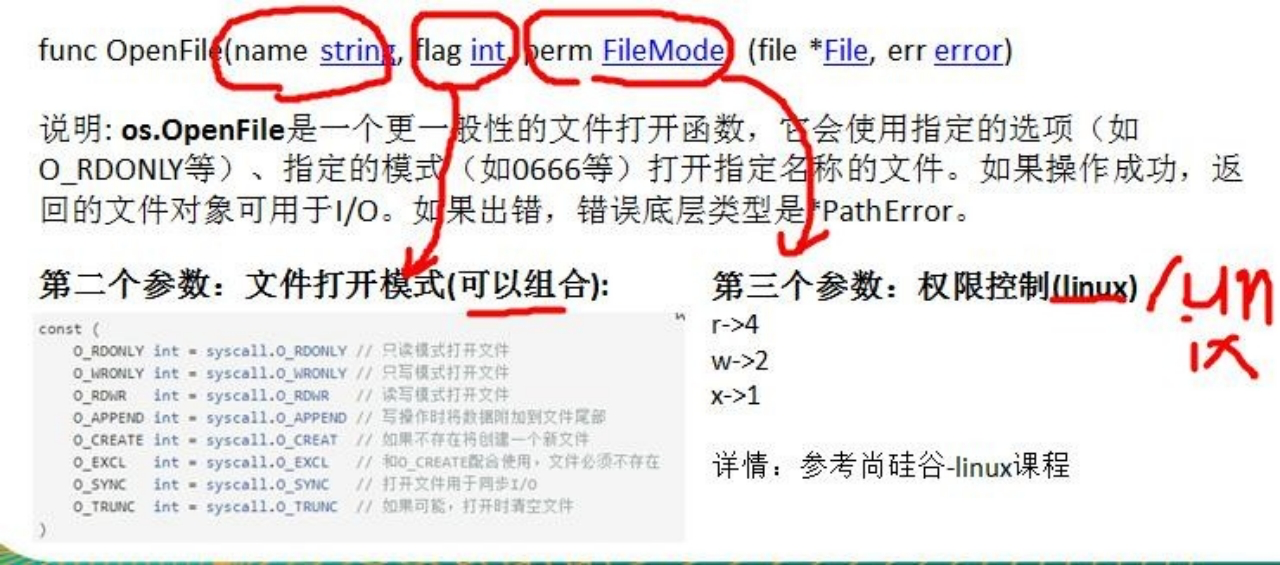 func OpenFile(name string, flag int, perm FileMode) (file *File, err error)
说明: os.OpenFile是一个更一般性的文件打开函数，它会使用指定的选项（如
O_RDONLY等）、指定的模式（如0666等）打开指定名称的文件。如果操作成功，返
回的文件对象可用于I/O。如果出错，错误底层类型是*PathError。
第二个参数：文件打开模式(可以组合):
const (
O_RDONLY int = syscall.O_RDONLY // 只读模式打开文件
O_WRONLY int = syscall.O_WRONLY // 只写模式打开文件
O_RDWR int = syscall.O_RDWR // 读写模式打开文件
O_APPEND int = syscall.O_APPEND // 写操作时将数据附加到文件尾部
O_CREATE int = syscall.O_CREAT // 如果不存在将创建一个新文件
O_EXCL int = syscall.O_EXCL // 和O_CREATE配合使用，文件必须不存在
O_SYNC int = syscall.O_SYNC // 打开文件用于同步I/O
O_TRUNC int = syscall.O_TRUNC // 如果可能，打开时清空文件
)
第三个参数：权限控制(linux) /un
ix
r->4
w->2
x->1
详情：参考尚硅谷-linux课程